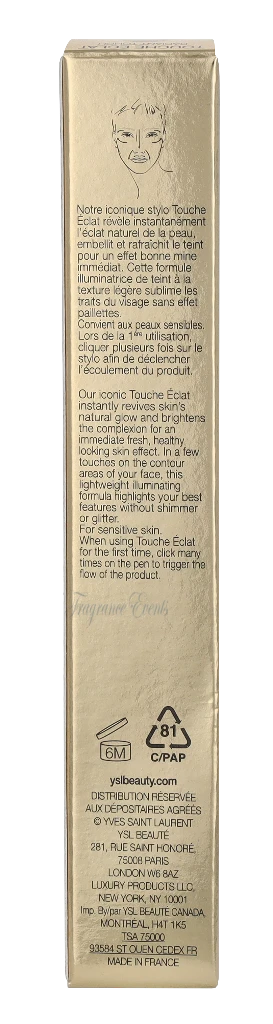 TOUCHE ÉCLAT
Notre iconique stylo Touche
Éclat révèle instantanément
l'éclat naturel de la peau,
embellit et rafraîchit le teint
pour un effet bonne mine
immédiat. Cette formule
illuminatrice de teint à la
texture légère sublime les
traits du visage sans effet
paillettes.
Convient aux peaux sensibles.
Lors de la 1ère utilisation,
cliquer plusieurs fois sur le
stylo afin de déclencher
l'écoulement du produit.
Our iconic Touche Éclat
instantly revives skin's
natural glow and brightens
the complexion for an
immediate fresh, healthy
looking skin effect. In a few
touches on the contour
areas of your face, this
lightweight illuminating
formula highlights your best
features without shimmer
or glitter.
For sensitive skin.
When using Touche Éclat
for the first time, click many
times on the pen to trigger the
flow of the product.
Fragrance Events
6M
81
C/PAP
yslbeauty.com
DISTRIBUTION RÉSERVÉE
AUX DÉPOSITAIRES AGRÉÉS
© YVES SAINT LAURENT
YSL BEAUTÉ
281, RUE SAINT HONORÉ,
75008 PARIS
LONDON W6 8AZ
LUXURY PRODUCTS LLC,
NEW YORK, NY 10001
Imp. By/par YSL BEAUTÉ CANADA,
MONTRÉAL, H4T 1K5
TSA 75000
93584 ST OUEN CEDEX FR
MADE IN FRANCE